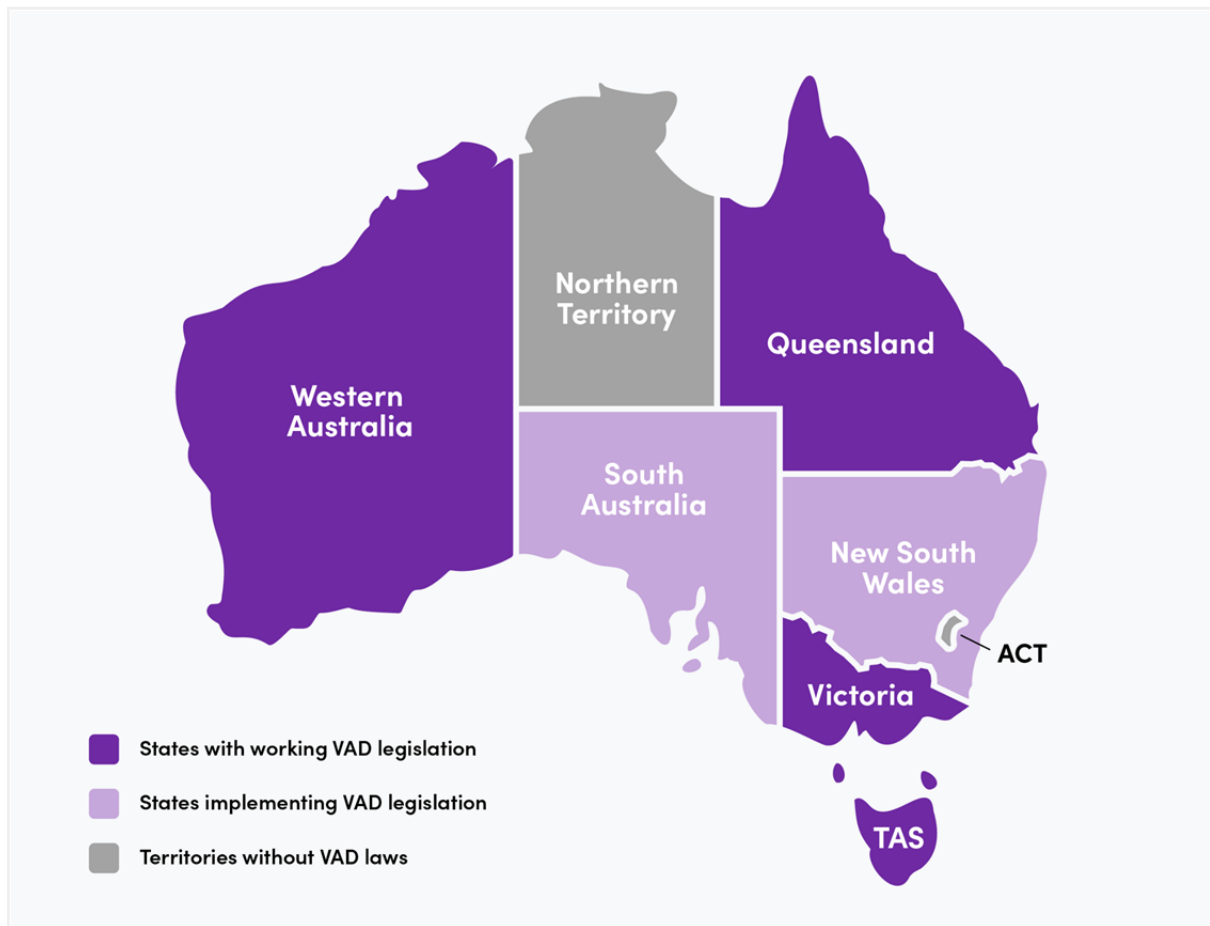 Northern
Territory
Queensland
Western
Australia
South
Australia
New South
Wales
ACT
Victoria
TAS
States with working VAD legislation
States implementing VAD legislation
Territories without VAD laws